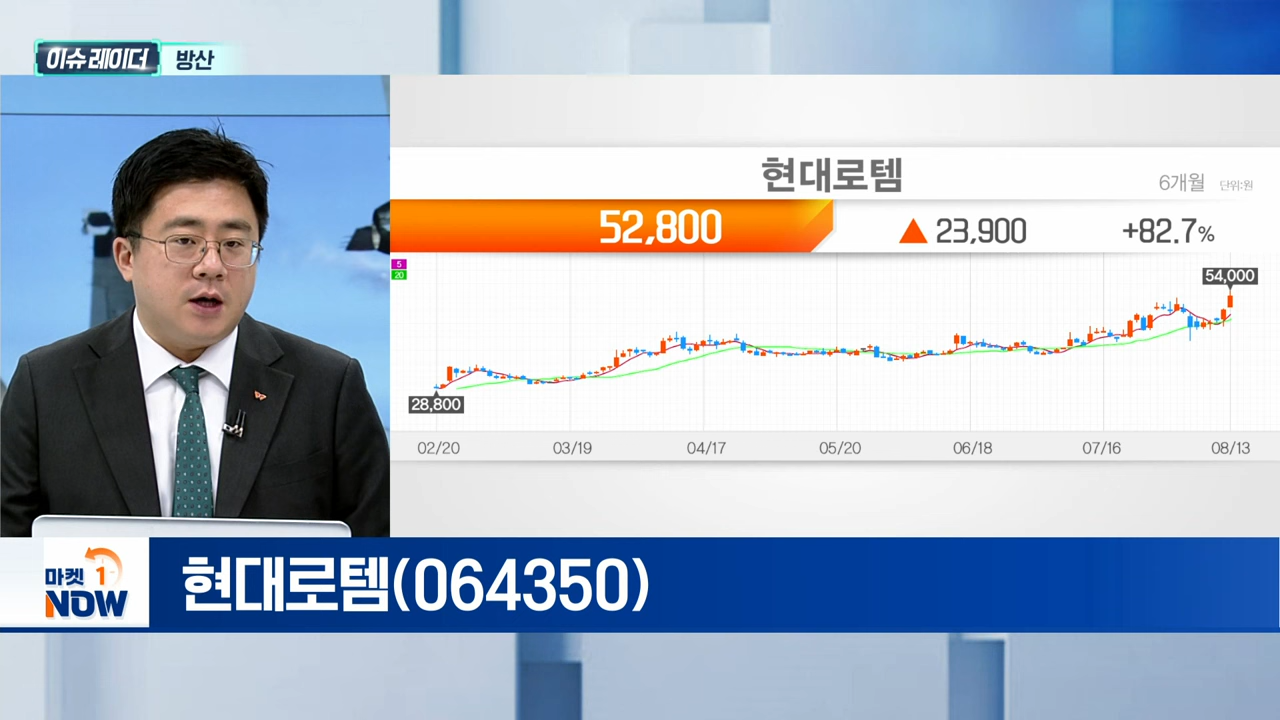 이슈 레이더 방산
현대로템
6개월 단위:원
52,800 ▲ 23,900 +82.7%
5
20
54,000
28,800
02/20 03/19 04/17 05/20 06/18 07/16 08/13
마켓 1
NOW
현대로템(064350)